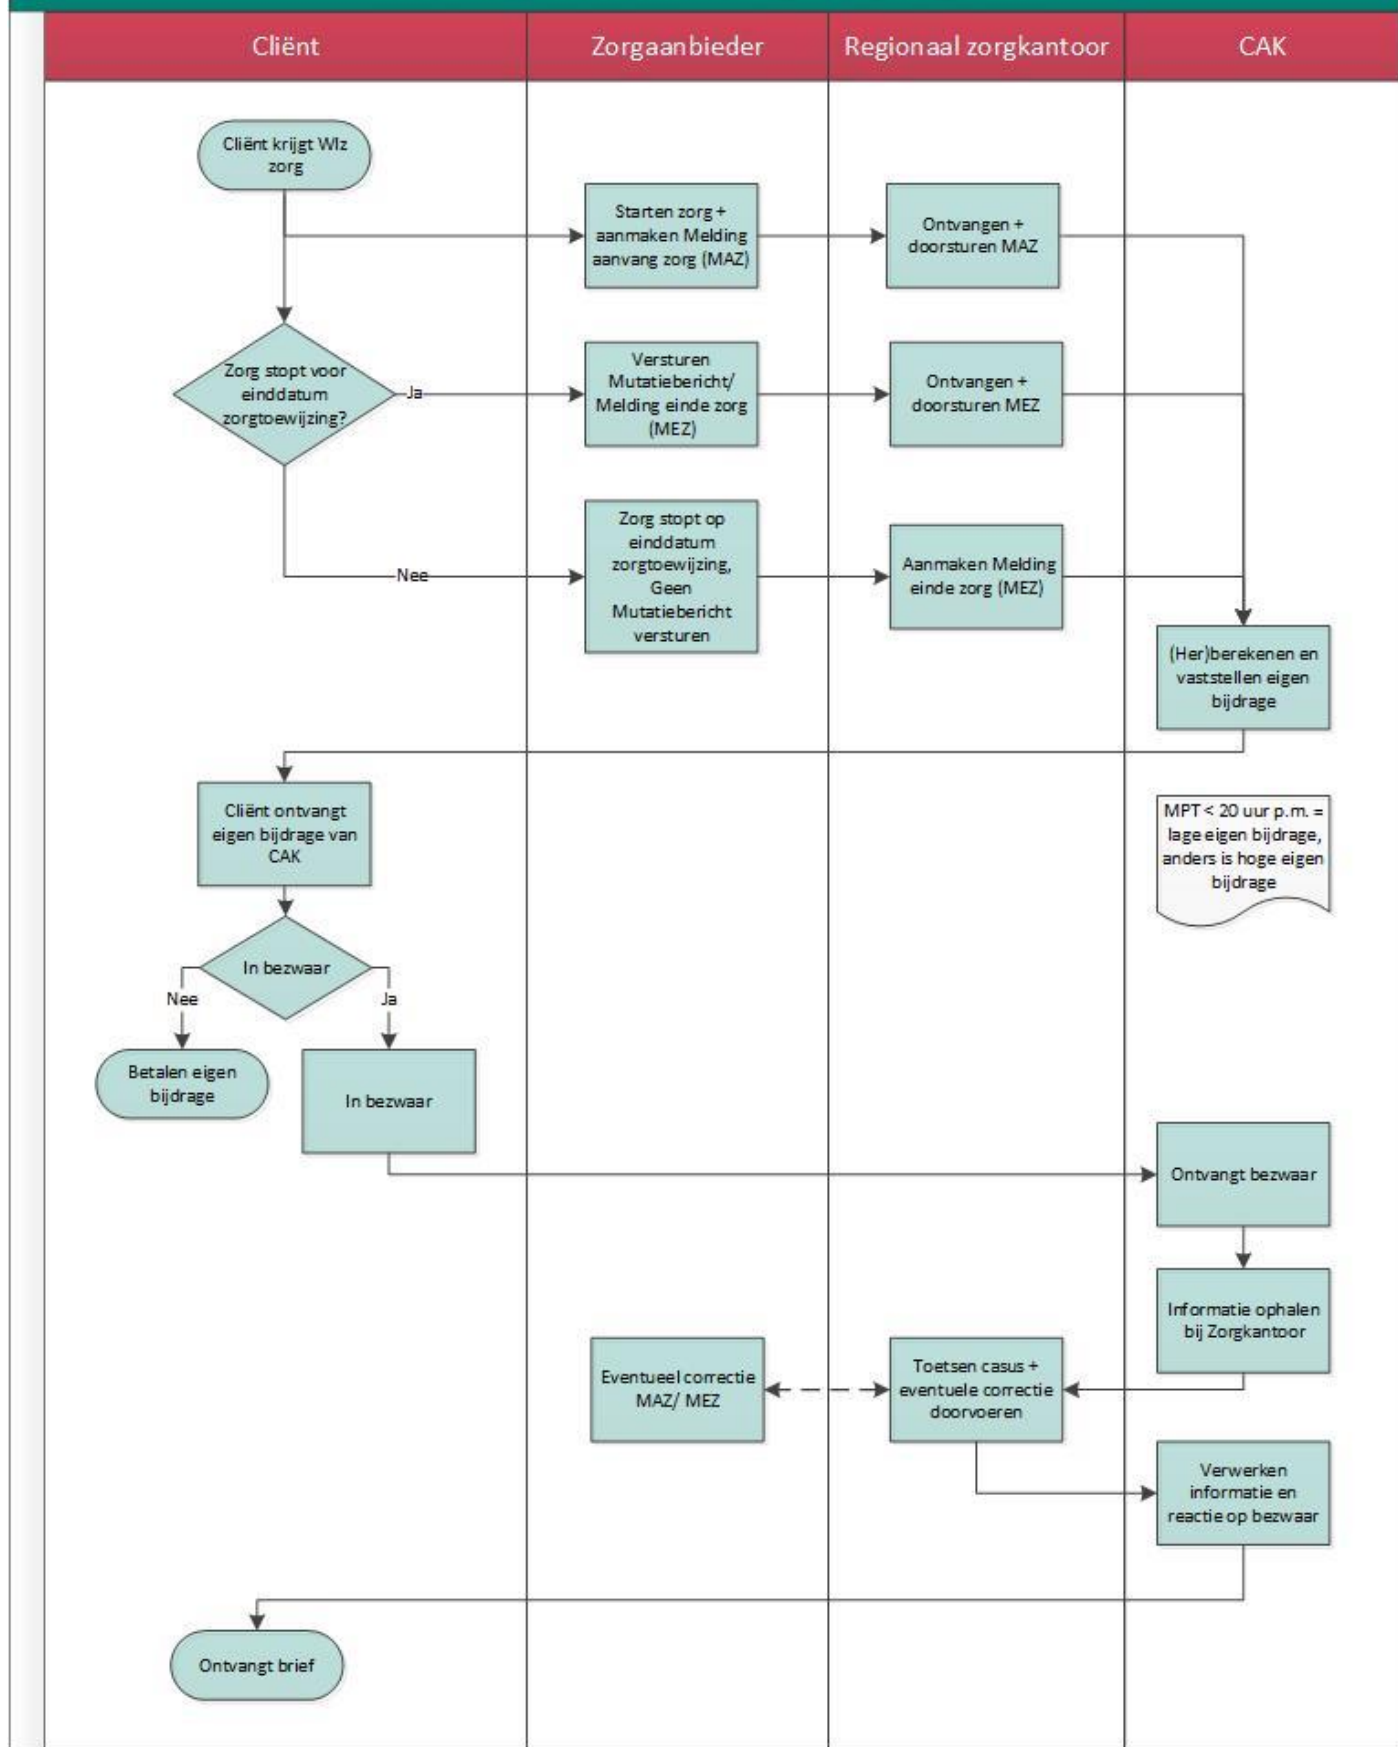 Cliënt
Zorgaanbieder
Regionaal zorgkantoor
CAK
Cliënt krijgt Wlz
zorg
Starten zorg +
aanmaken Melding
aanvang zorg (MAZ)
Ontvangen +
doorsturen MAZ
Zorg stopt voor
einddatum
zorgtoewijzing?
Ja
Versturen
Mutatiebericht/
Melding einde zorg
(MEZ)
Ontvangen +
doorsturen MEZ
Nee
Zorg stopt op
einddatum
zorgtoewijzing,
Geen
Mutatiebericht
versturen
Aanmaken Melding
einde zorg (MEZ)
(Her)berekenen en
vaststellen eigen
bijdrage
Cliënt ontvangt
eigen bijdrage van
CAK
MPT < 20 uur p.m. =
lage eigen bijdrage,
anders is hoge eigen
bijdrage
In bezwaar
Nee
Ja
Betalen eigen
bijdrage
In bezwaar
Ontvangt bezwaar
Informatie ophalen
bij Zorgkantoor
Eventueel correctie
MAZ/ MEZ
Toetsen casus +
eventuele correctie
doorvoeren
Verwerken
informatie en
reactie op bezwaar
Ontvangt brief